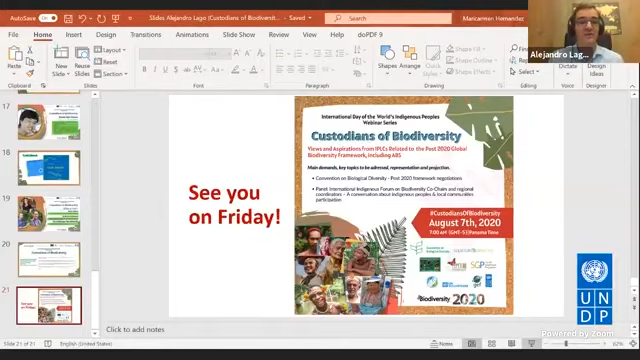 AutoSave
Slides Alejandro Lago (Custodians of Biodiversit... - Saved
Maricarmen Hernandez
File
Home
Insert
Design
Transitions
Animations
Slide Show
Review
View
Help
doPDF 9
Paste
New
Slides
Reuse
Slides
Layout
Reset
Section
Shapes
Arrange
Shape Fill
Shape Outline
Shape Effects
Find
Replace
Select
Dictate
Design
Ideas
Clipboard
Slides
Font
Paragraph
Drawing
Editing
Voice
Designer
Alejandro Lag...
17
18
19
20
21
See you
on Friday!
International Day of the World's Indigenous Peoples
Webinar Series
Custodians of Biodiversity
Views and Aspirations from IPLCs Related to the Post 2020 Global
Biodiversity Framework, including ABS
Main demands, key topics to be adressed, representation and projection.
• Convention on Biological Diversity - Post 2020 framework negotiations
• Panel: International Indigenous Forum on Biodiversity Co-Chairs and regional
coordinators - A conversation about indigenous peoples & local communities
participation
#CustodiansOfBiodiversity
August 7th, 2020
7:00 AM (GMT-5) Panama Time
SGP
gef
Biodiversity 2020
U N
D P
Powered by Zoom
Click to add notes
Slide 21 of 21
English (United States)
Notes
62%